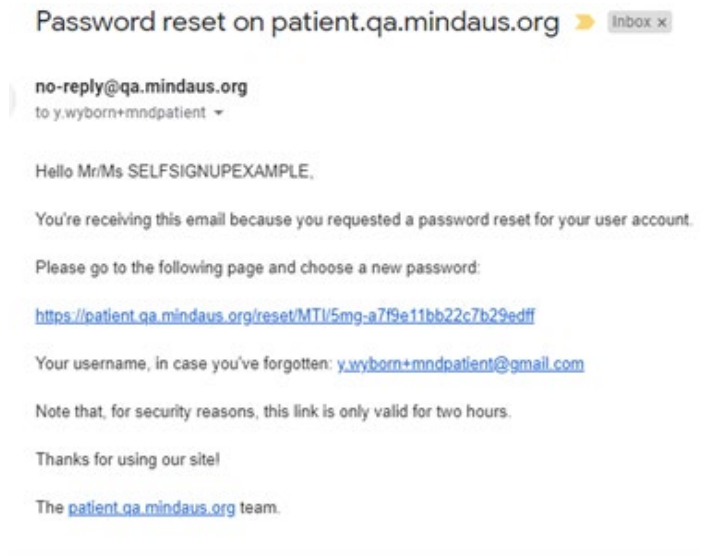 Password reset on patient.qa.mindaus.org Inbox x
no-reply@qa.mindaus.org
to y.wyborn+mndpatient
Hello Mr/Ms SELFSIGNUPEXAMPLE,
You're receiving this email because you requested a password reset for your user account.
Please go to the following page and choose a new password:
https://patient.qa.mindaus.org/reset/MTI/5mg-a7f9e11bb22c7b29edff
Your username, in case you've forgotten: y.wyborn+mndpatient@gmail.com
Note that, for security reasons, this link is only valid for two hours.
Thanks for using our site!
The patient.qa.mindaus.org team.